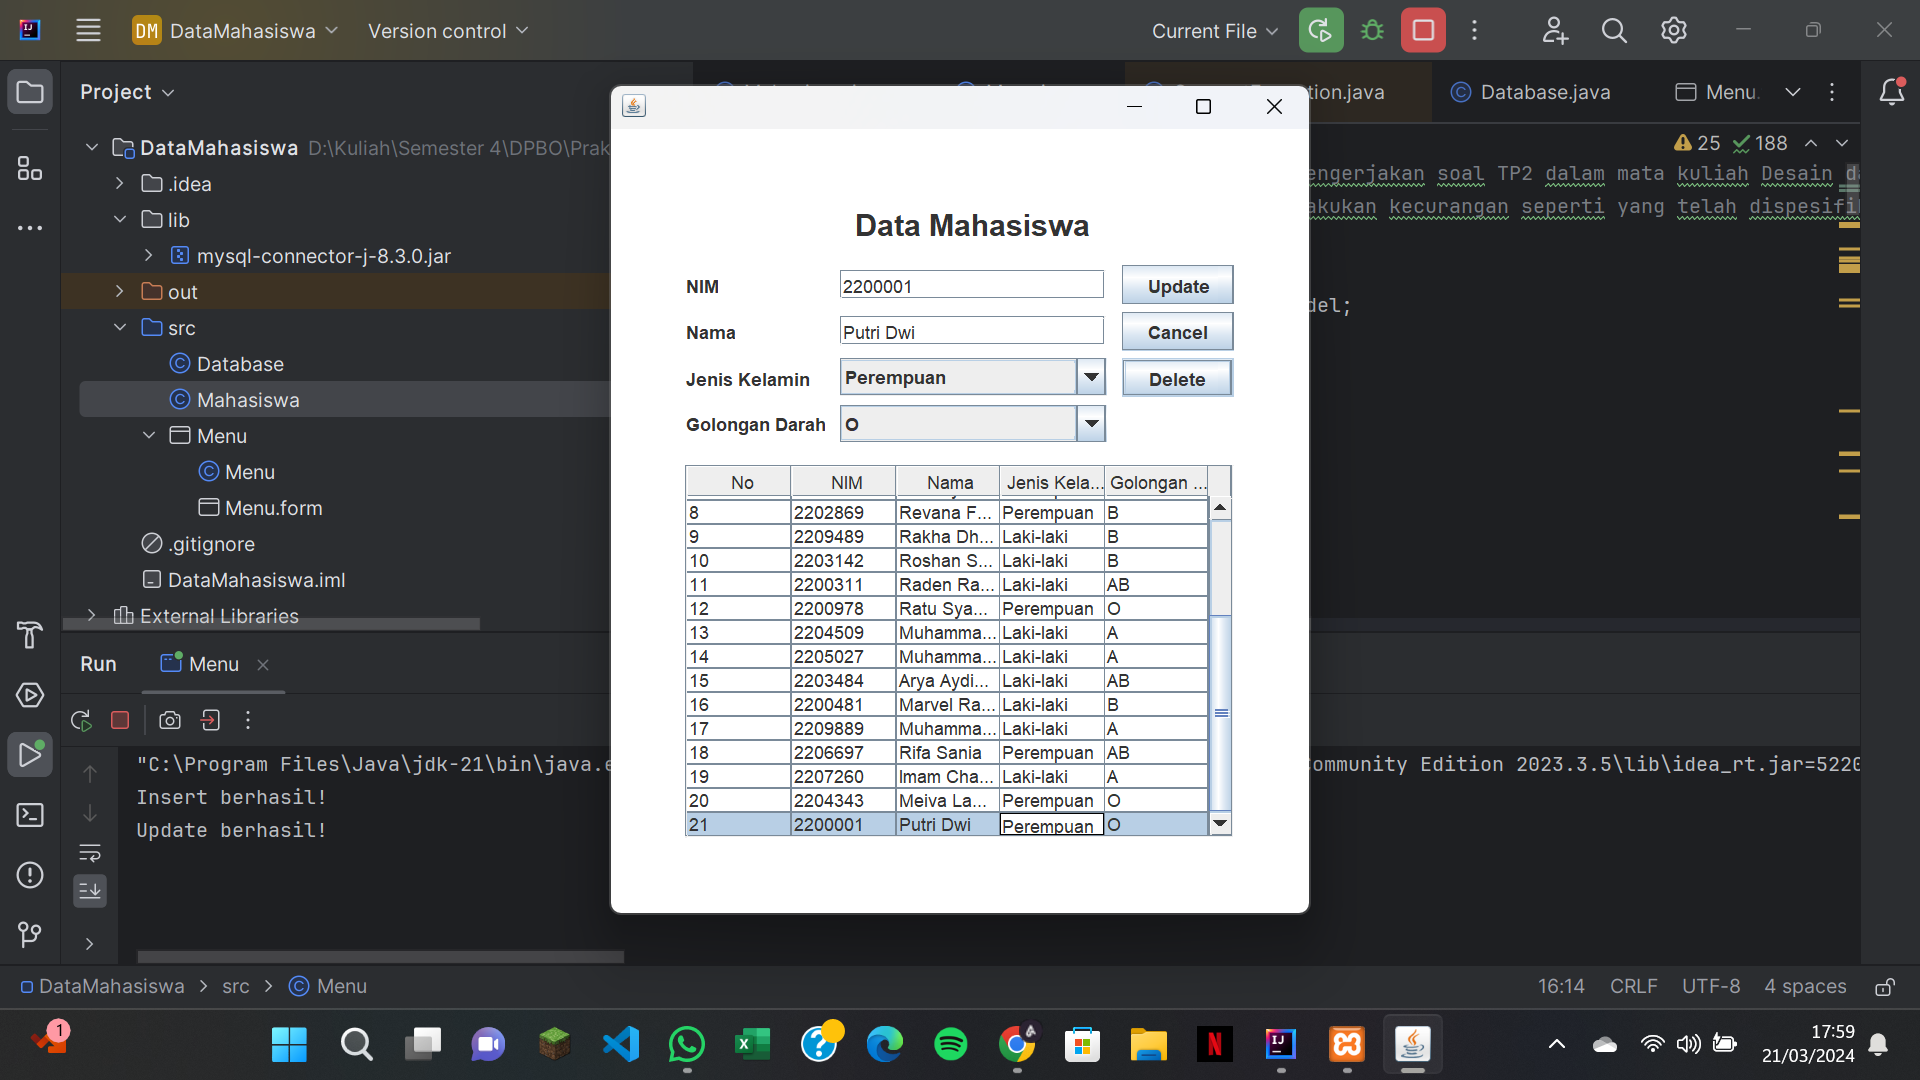 DM DataMahasiswa Version control Current File
Project
tion.java Database.java Menu.
DataMahasiswa D:\Kuliah\Semester 4\DPBO\Prak
25 188
.idea
engerjakan soal TP2 dalam mata kuliah Desain d
lib
akukan kecurangan seperti yang telah dispesifi
mysql-connector-j-8.3.0.jar
out
del;
src
Database
Mahasiswa
Menu
Menu
Menu.form
.gitignore
DataMahasiswa.iml
External Libraries
Data Mahasiswa
NIM 2200001 Update
Nama Putri Dwi Cancel
Jenis Kelamin Perempuan Delete
Golongan Darah O
No NIM Nama Jenis Kela... Golongan ...
8 2202869 Revana F... Perempuan B
9 2209489 Rakha Dh... Laki-laki B
10 2203142 Roshan S... Laki-laki B
11 2200311 Raden Ra... Laki-laki AB
12 2200978 Ratu Sya... Perempuan O
13 2204509 Muhamma... Laki-laki A
14 2205027 Muhamma... Laki-laki A
15 2203484 Arya Aydi... Laki-laki AB
16 2200481 Marvel Ra... Laki-laki B
17 2209889 Muhamma... Laki-laki A
18 2206697 Rifa Sania Perempuan AB
19 2207260 Imam Cha... Laki-laki A
20 2204343 Meiva La... Perempuan O
21 2200001 Putri Dwi Perempuan O
Run Menu
"C:\Program Files\Java\jdk-21\bin\java.e ommunity Edition 2023.3.5\lib\idea_rt.jar=5220
Insert berhasil!
Update berhasil!
DataMahasiswa > src > Menu 16:14 CRLF UTF-8 4 spaces
1
17:59
21/03/2024